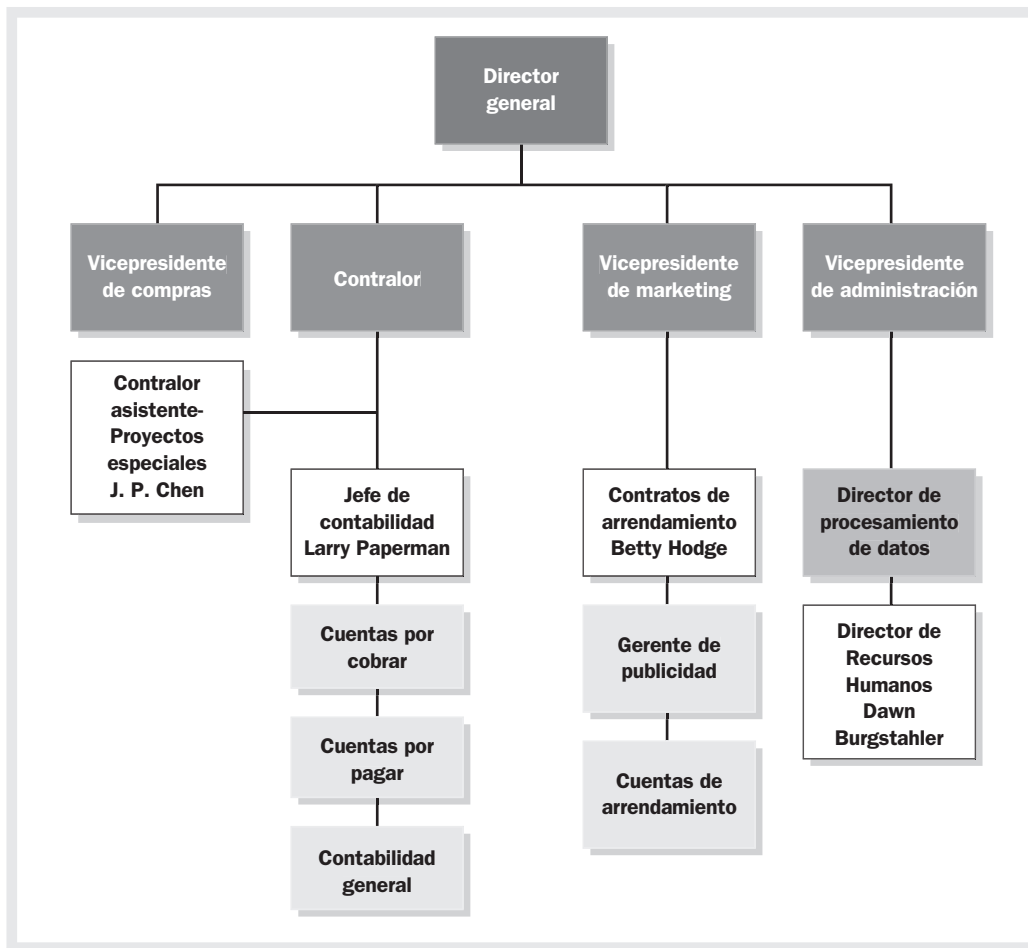 Director
general
Vicepresidente
de compras
Contralor
Vicepresidente
de marketing
Vicepresidente
de administración
Contralor
asistente-
Proyectos
especiales
J. P. Chen
Jefe de
contabilidad
Larry Paperman
Contratos de
arrendamiento
Betty Hodge
Director de
procesamiento
de datos
Cuentas por
cobrar
Gerente de
publicidad
Director de
Recursos
Humanos
Dawn
Burgstahler
Cuentas por
pagar
Cuentas de
arrendamiento
Contabilidad
general